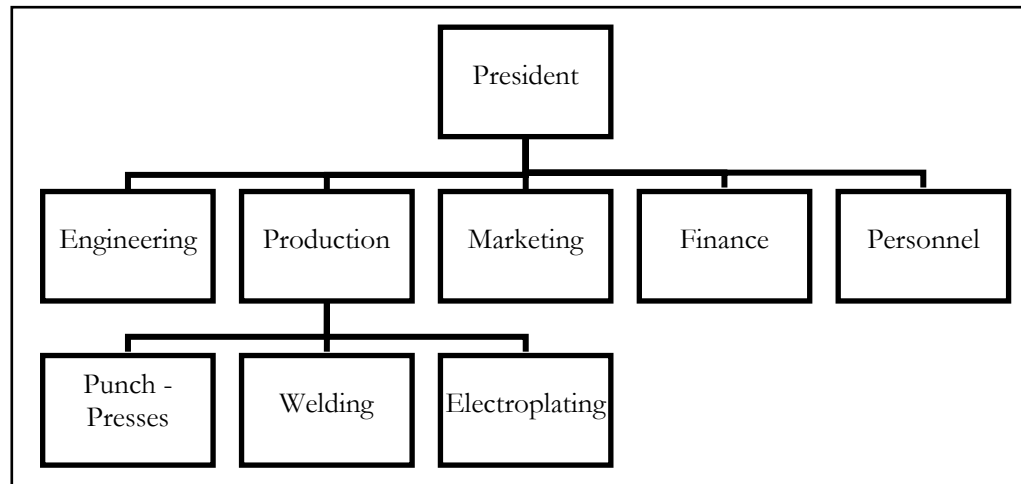 President
Engineering
Production
Marketing
Finance
Personnel
Punch -
Presses
Welding
Electroplating